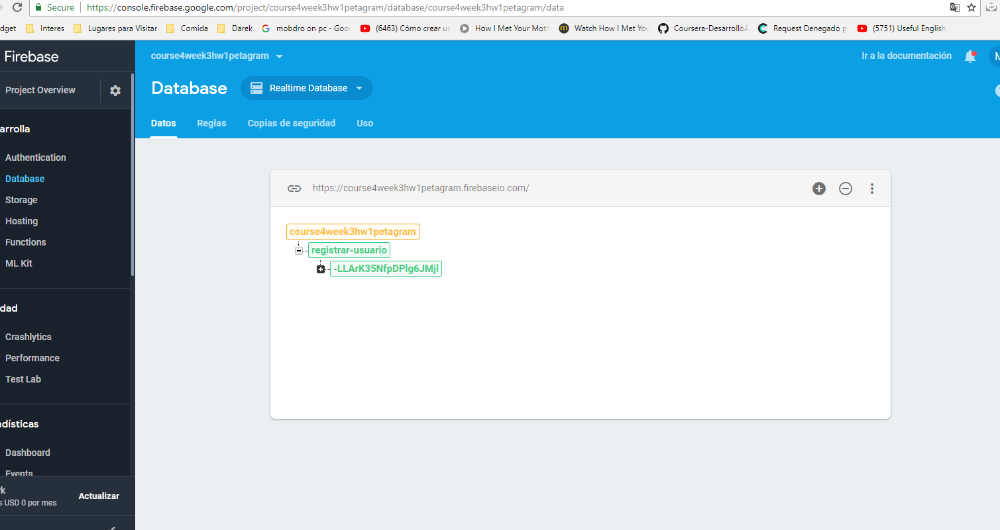 Secure https://console.firebase.google.com/project/course4week3hw1petagram/database/course4week3hw1petagram/data
dget Interes Lugares para Visitar Comida Darek mobdro on pc - Goog (6463) Cómo crear un How I Met Your Moth Watch How I Met You Coursera-DesarrolloA Request Denegado p (5751) Useful English
Firebase
course4week3hw1petagram
Ir a la documentación
Project Overview
Database
Realtime Database
Datos Reglas Copias de seguridad Uso
arrolla
Authentication
Database
Storage
Hosting
Functions
ML Kit
https://course4week3hw1petagram.firebaseio.com/
course4week3hw1petagram
registrar-usuario
-LLArK35NfpDPlg6JMjl
dad
Crashlytics
Performance
Test Lab
adísticas
Dashboard
Events
rk
s USD 0 por mes
Actualizar